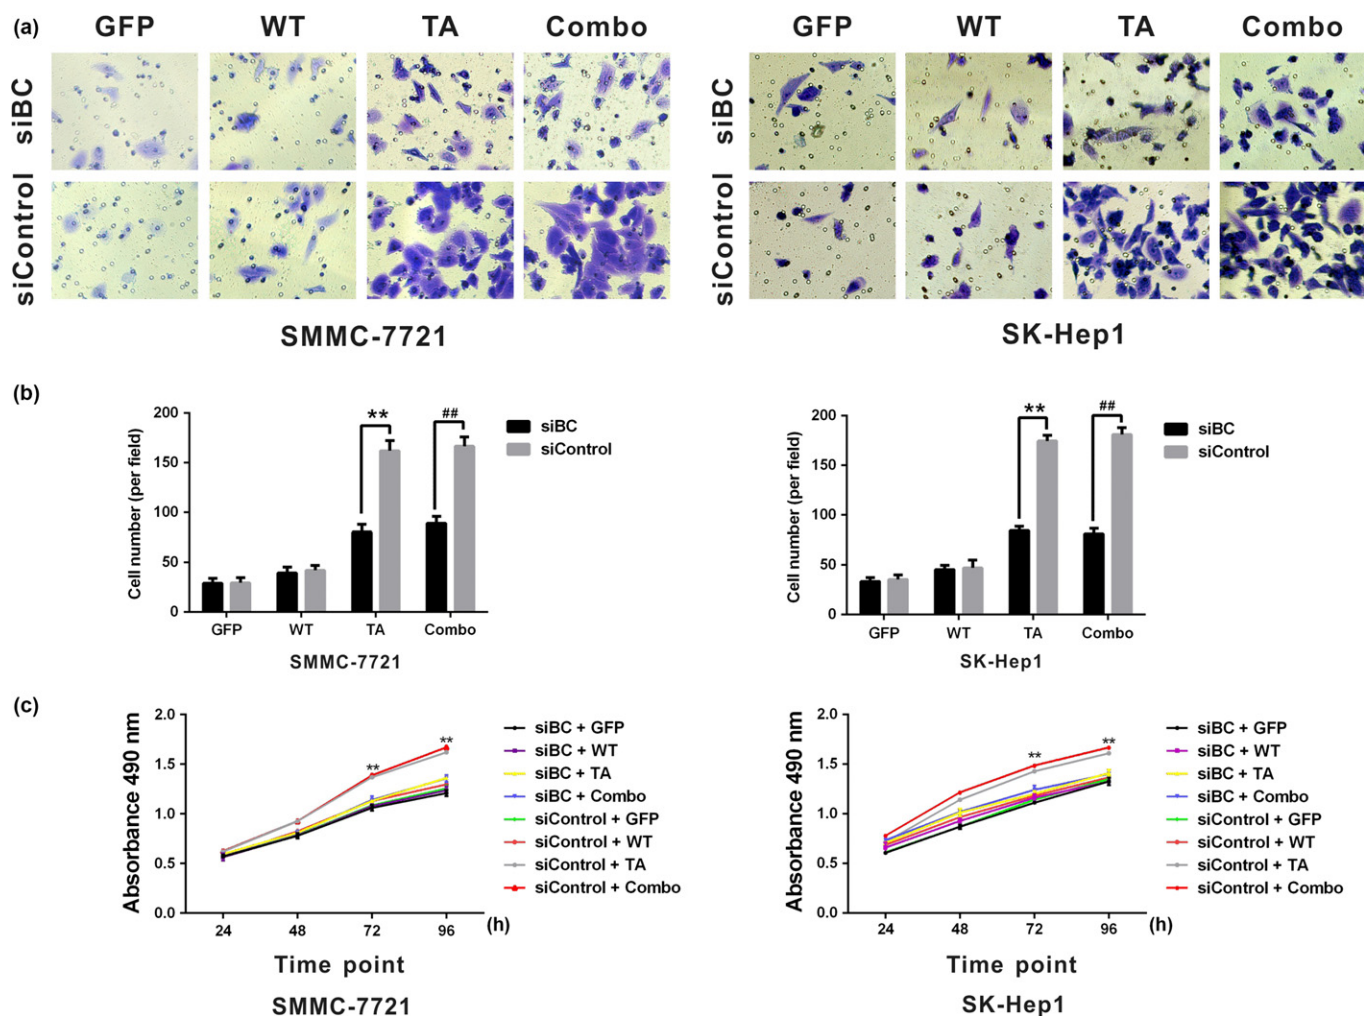 (a)
GFP WT TA Combo
siBC
siControl
SMMC-7721
GFP WT TA Combo
siBC
siControl
SK-Hep1
(b)
Cell number (per field)
200
150
100
50
0
** ##
siBC
siControl
GFP WT TA Combo
SMMC-7721
Cell number (per field)
200
150
100
50
0
** ##
siBC
siControl
GFP WT TA Combo
SK-Hep1
(c)
Absorbance 490 nm
2.0
1.5
1.0
0.5
0.0
** **
24 48 72 96 (h)
siBC + GFP
siBC + WT
siBC + TA
siBC + Combo
siControl + GFP
siControl + WT
siControl + TA
siControl + Combo
Time point
SMMC-7721
Absorbance 490 nm
2.0
1.5
1.0
0.5
0.0
** **
24 48 72 96 (h)
siBC + GFP
siBC + WT
siBC + TA
siBC + Combo
siControl + GFP
siControl + WT
siControl + TA
siControl + Combo
Time point
SK-Hep1